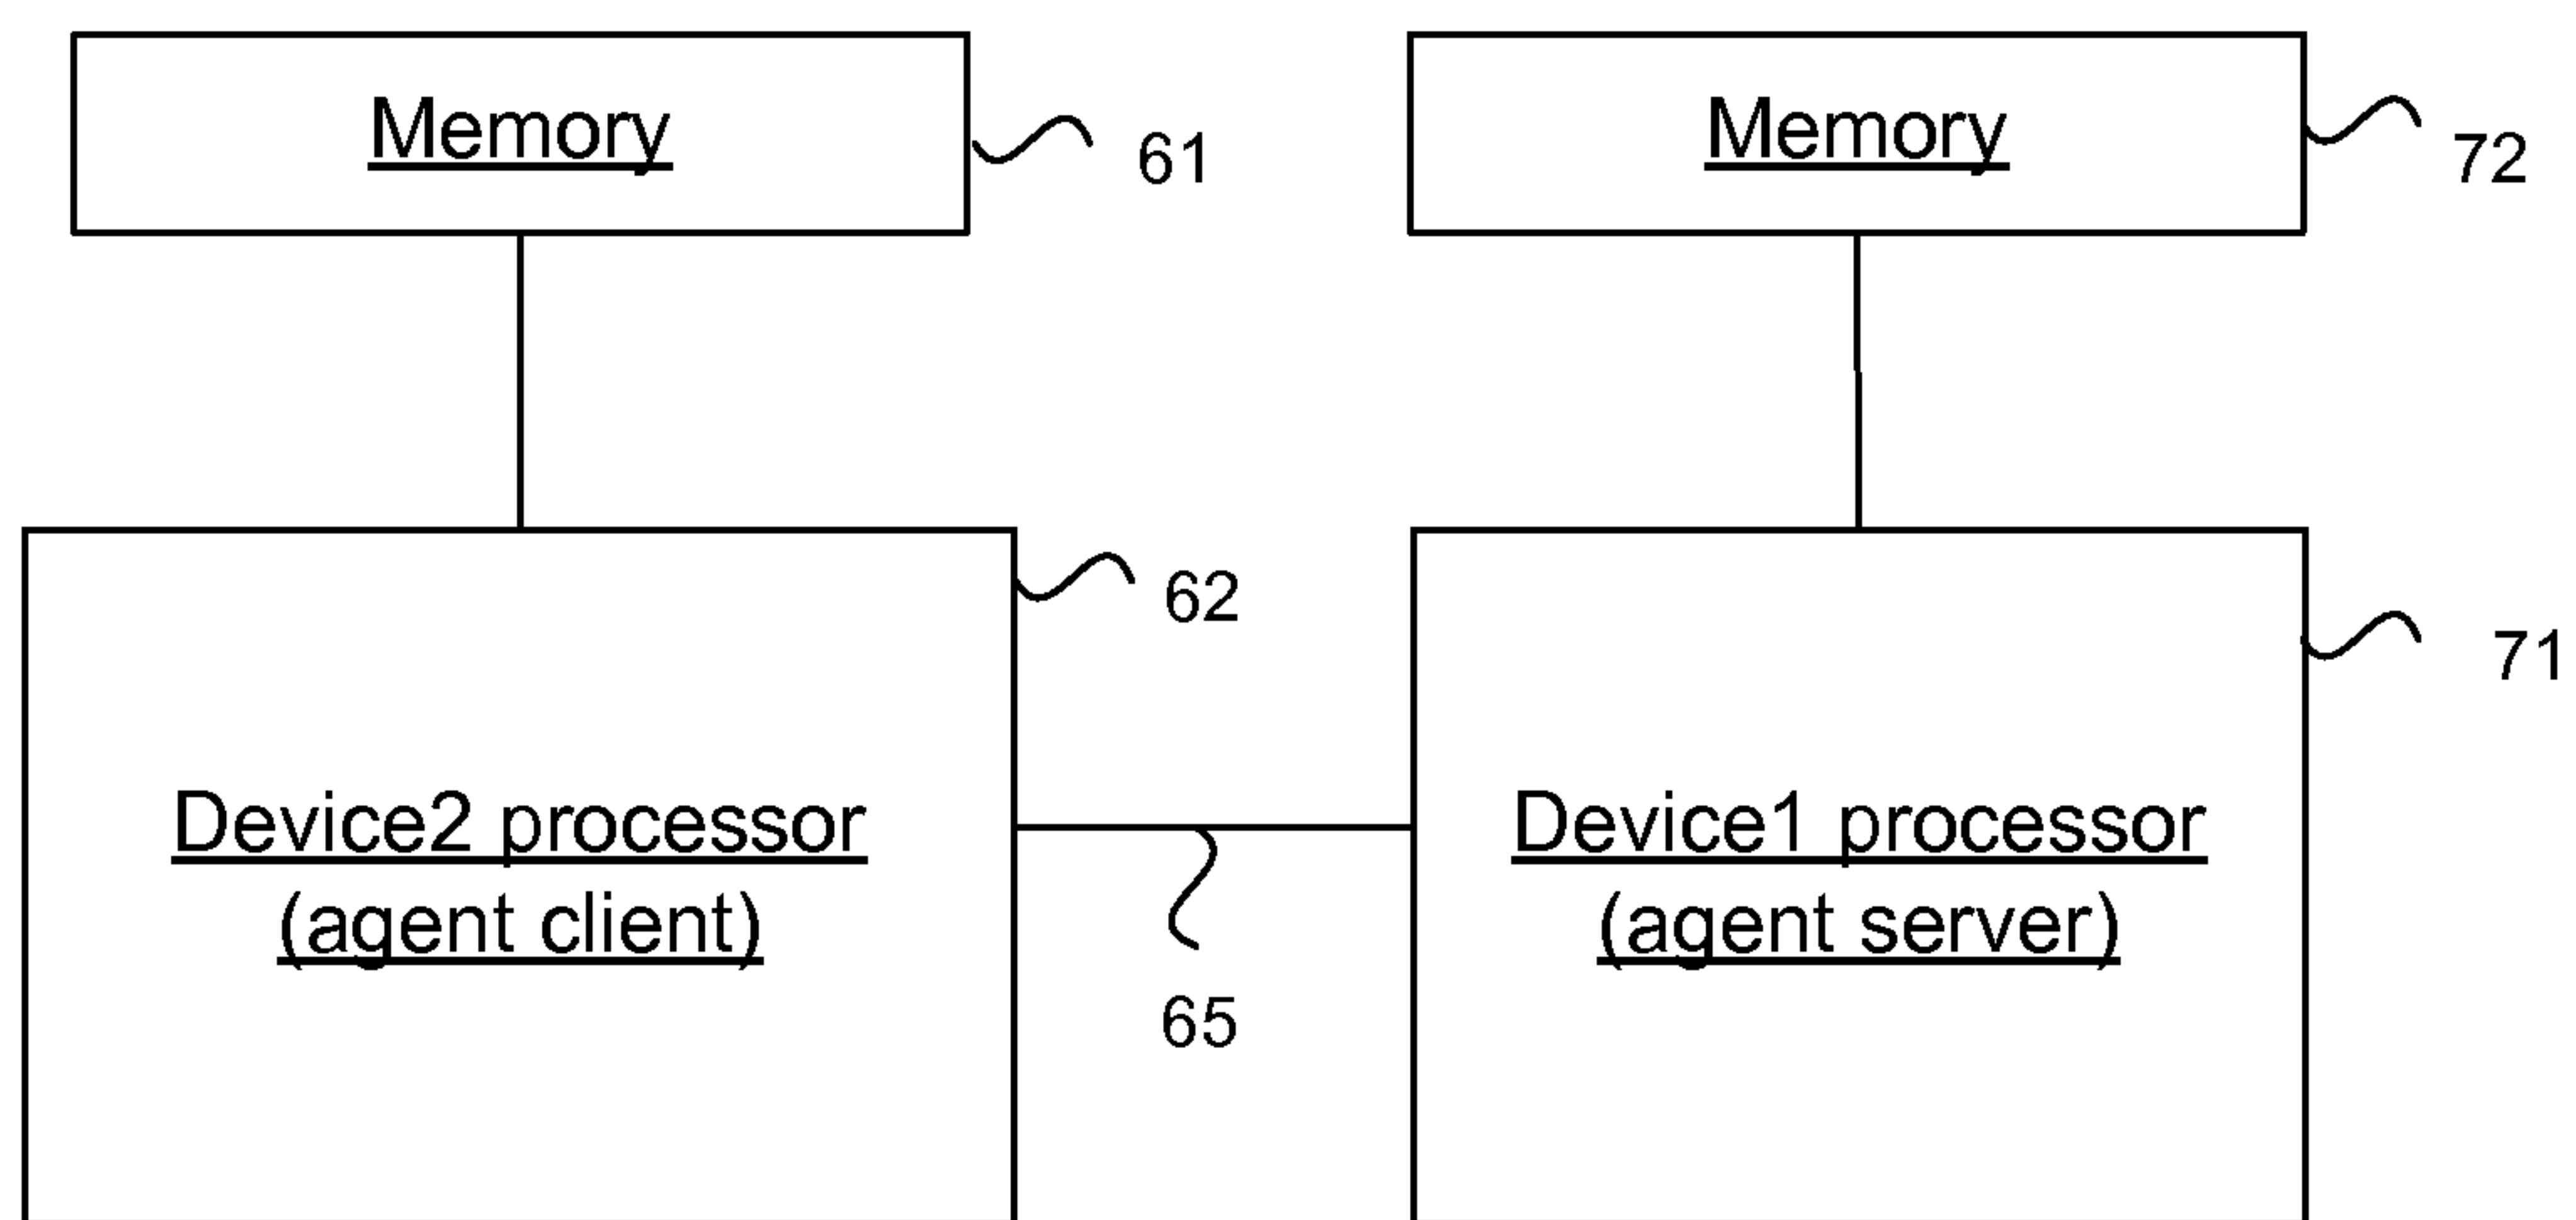 Memory
61
Memory
72
62
71
Device2 processor
(agent client)
Device1 processor
(agent server)
65